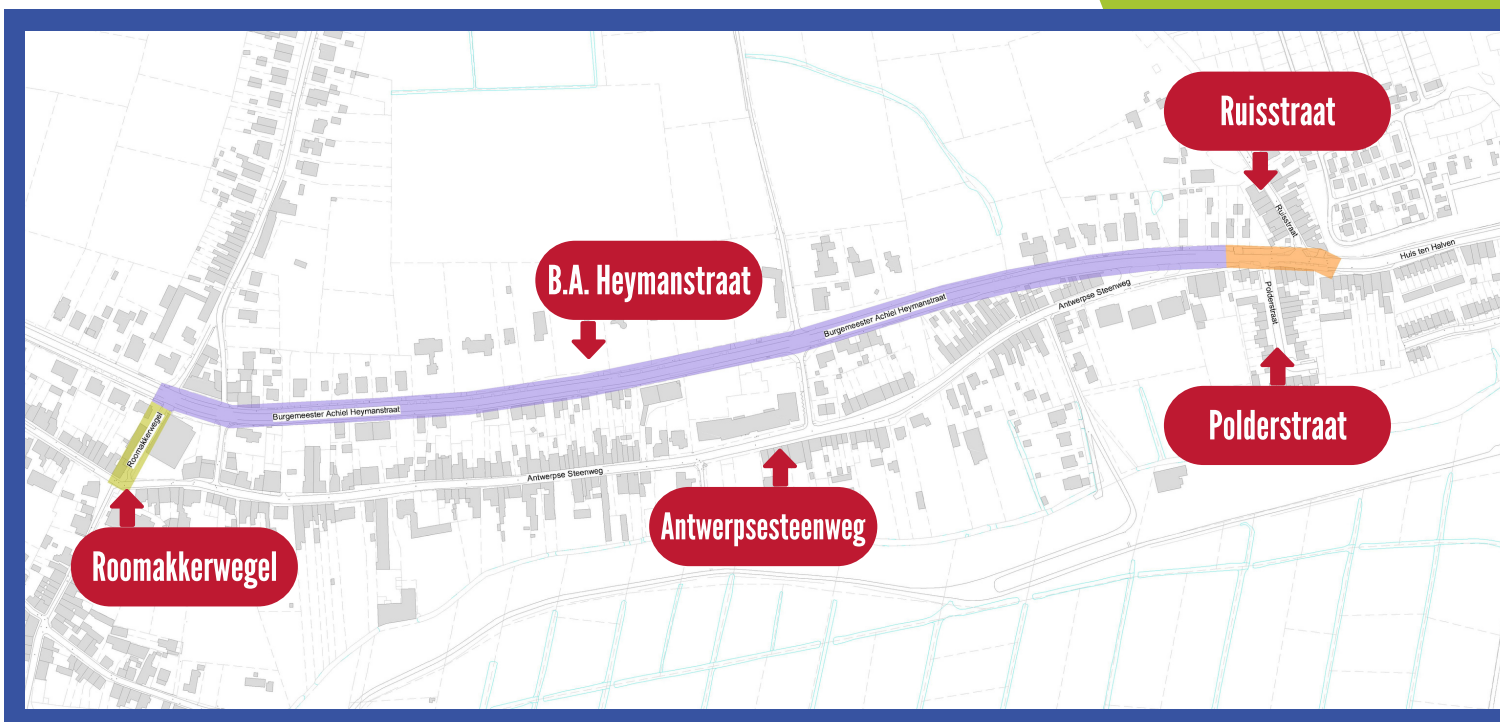 Ruisstraat
Ruisstraat
Huis ten Halven
B.A. Heymanstraat
Antwerpse Steenweg
Polderstraat
Burgemeester Achiel Heymanstraat
Polderstraat
Burgemeester Achiel Heymanstraat
Roomakkerwegel
Antwerpse Steenweg
Antwerpsesteenweg
Roomakkerwegel